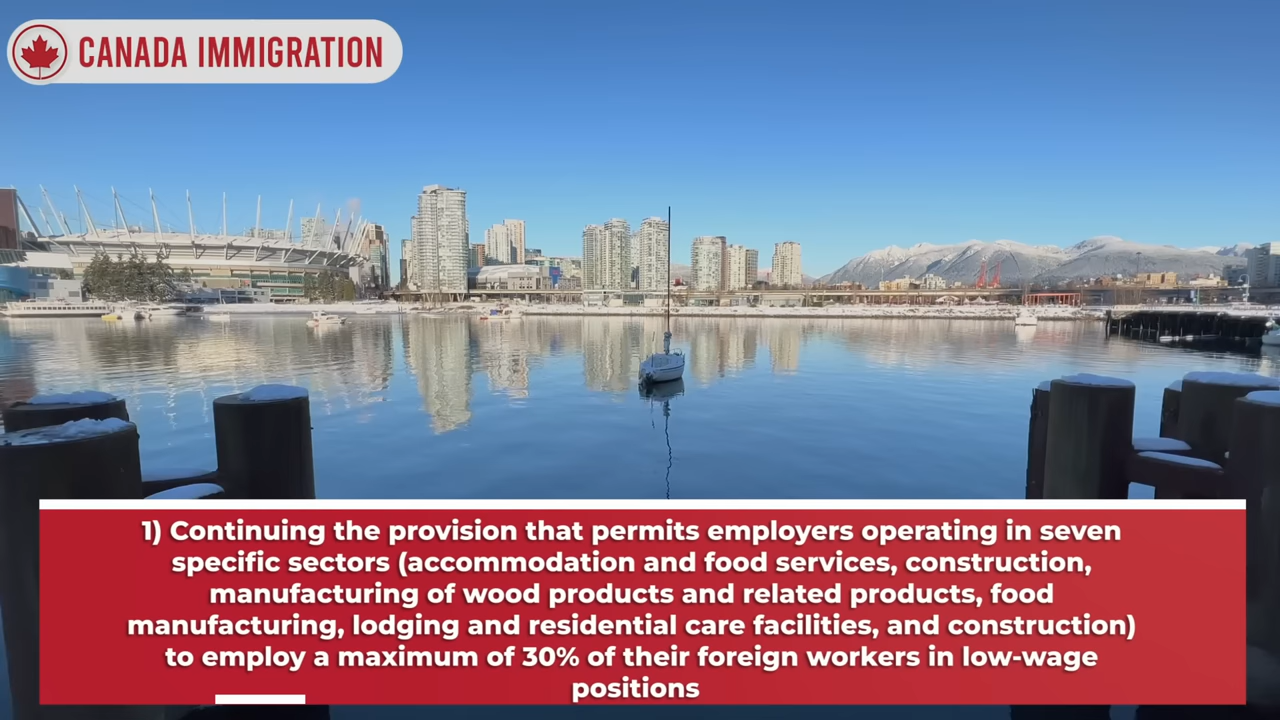 CANADA IMMIGRATION
1) Continuing the provision that permits employers operating in seven
specific sectors (accommodation and food services, construction,
manufacturing of wood products and related products, food
manufacturing, lodging and residential care facilities, and construction)
to employ a maximum of 30% of their foreign workers in low-wage
positions